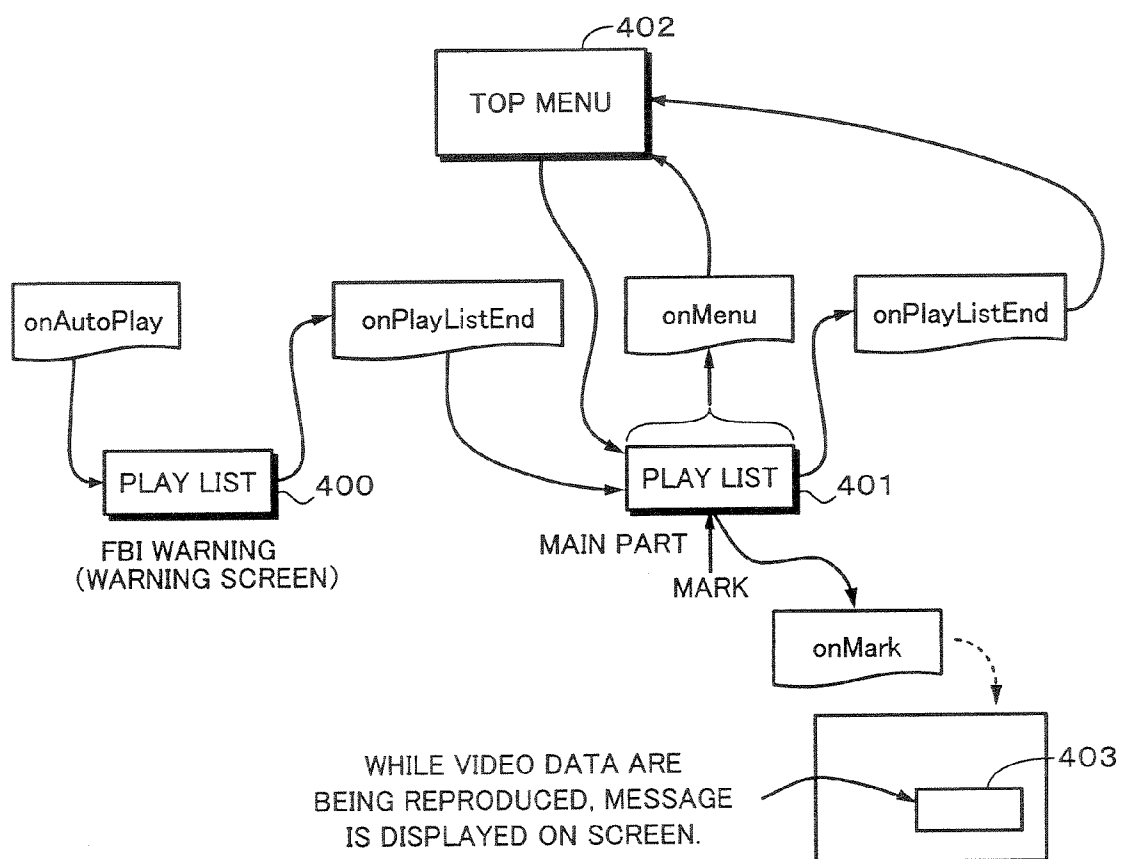 402
TOP MENU
onAutoPlay
onPlayListEnd
onMenu
onPlayListEnd
PLAY LIST
400
PLAY LIST
401
FBI WARNING
(WARNING SCREEN)
MAIN PART
MARK
onMark
403
WHILE VIDEO DATA ARE
BEING REPRODUCED, MESSAGE
IS DISPLAYED ON SCREEN.